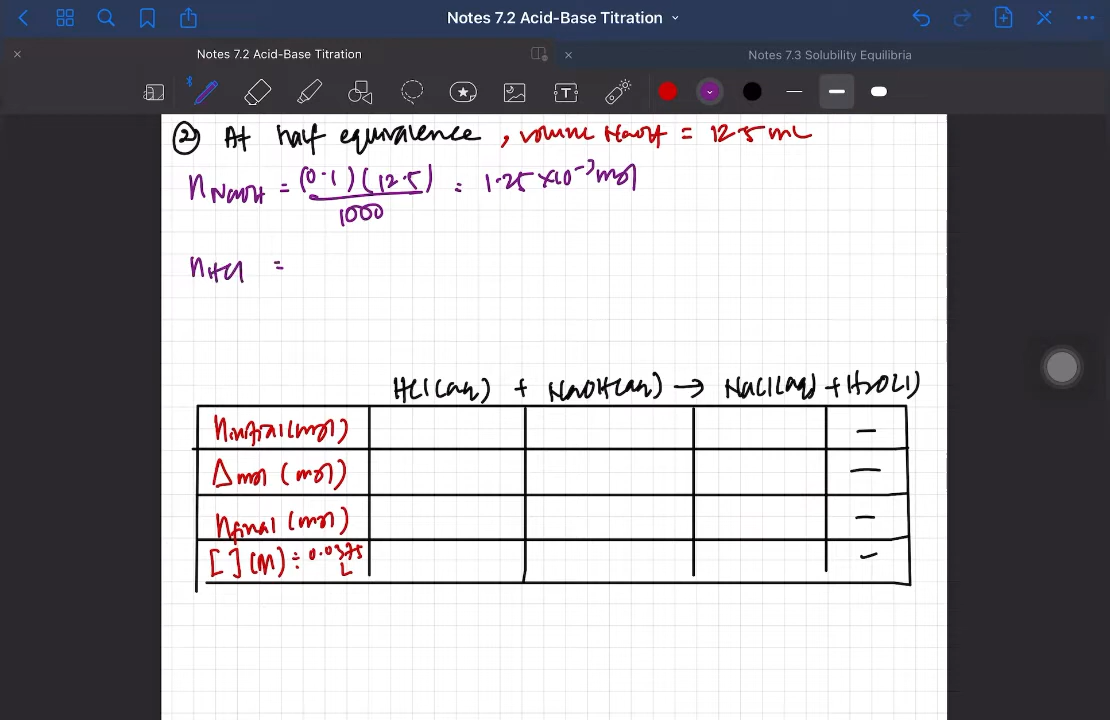 Notes 7.2 Acid-Base Titration
Notes 7.2 Acid-Base Titration
Notes 7.3 Solubility Equilibria
② At half equivalence, volume NaOH = 12.5 mL
nNaOH = (0.1)(12.5) / 1000 = 1.25 × 10⁻³ mol
nHCl =
HCl(aq) + NaOH(aq) → NaCl(aq) + H₂O(l)
ninitial (mol) —
Δmol (mol) —
nfinal (mol) —
[ ] (M) ÷ 0.0375 L —